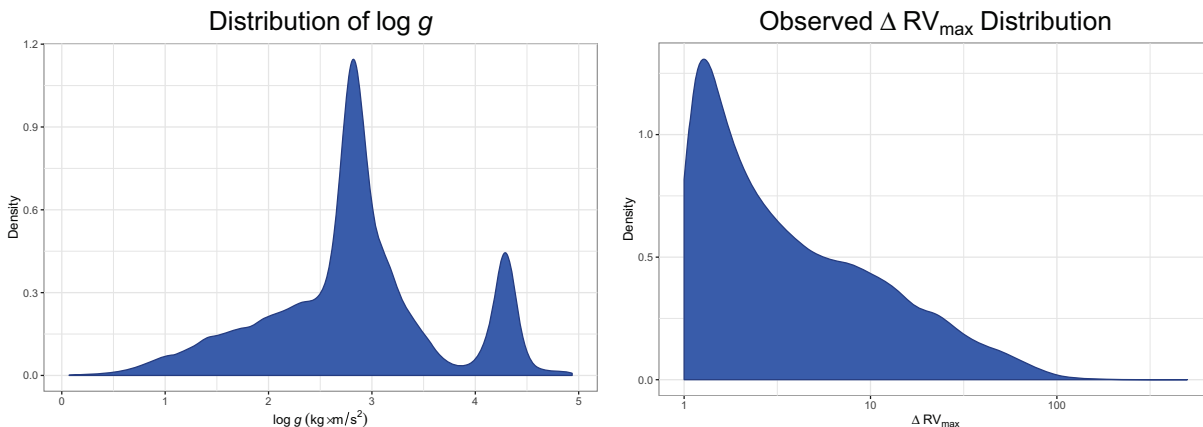 Distribution of log g
1.2
0.9
0.6
0.3
0.0
Density
0 1 2 3 4 5
log g (kg×m/s²)
Observed Δ RVmax Distribution
1.0
0.5
0.0
Density
1 10 100
Δ RVmax